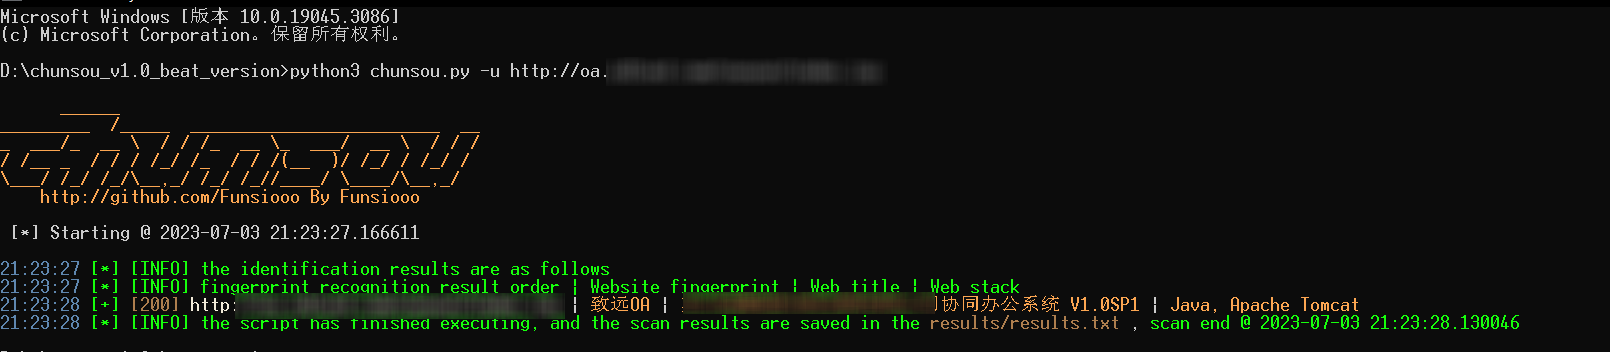 Microsoft Windows [版本 10.0.19045.3086]
(c) Microsoft Corporation。保留所有权利。
D:\chunsou_v1.0_beat_version>python3 chunsou.py -u http://oa.
http://github.com/Funsiooo By Funsiooo
[*] Starting @ 2023-07-03 21:23:27.166611
21:23:27 [*] [INFO] the identification results are as follows
21:23:27 [*] [INFO] fingerprint recognition result order | Website fingerprint | Web title | Web stack
21:23:28 [+] [200] http: | 致远OA | 协同办公系统 V1.0SP1 | Java, Apache Tomcat
21:23:28 [*] [INFO] the script has finished executing, and the scan results are saved in the results/results.txt , scan end @ 2023-07-03 21:23:28.130046